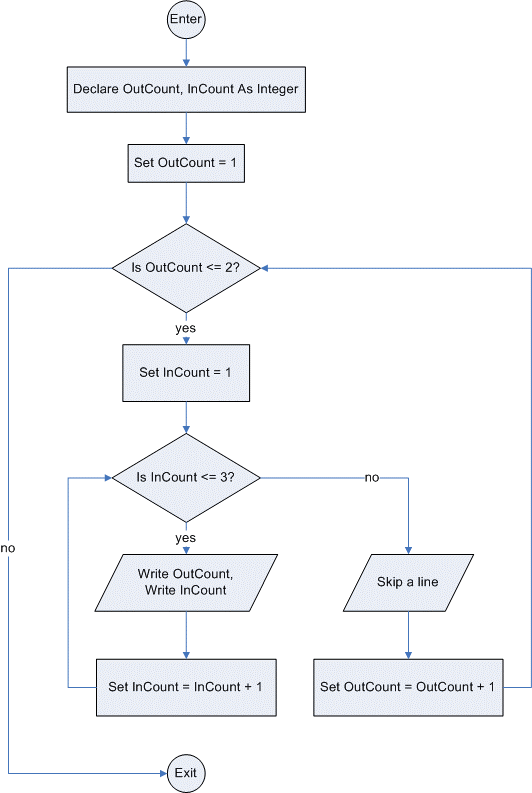 Enter
Declare OutCount, InCount As Integer
Set OutCount = 1
Is OutCount <= 2?
yes
Set InCount = 1
Is InCount <= 3?
no
yes
no
Write OutCount,
Write InCount
Skip a line
Set InCount = InCount + 1
Set OutCount = OutCount + 1
Exit